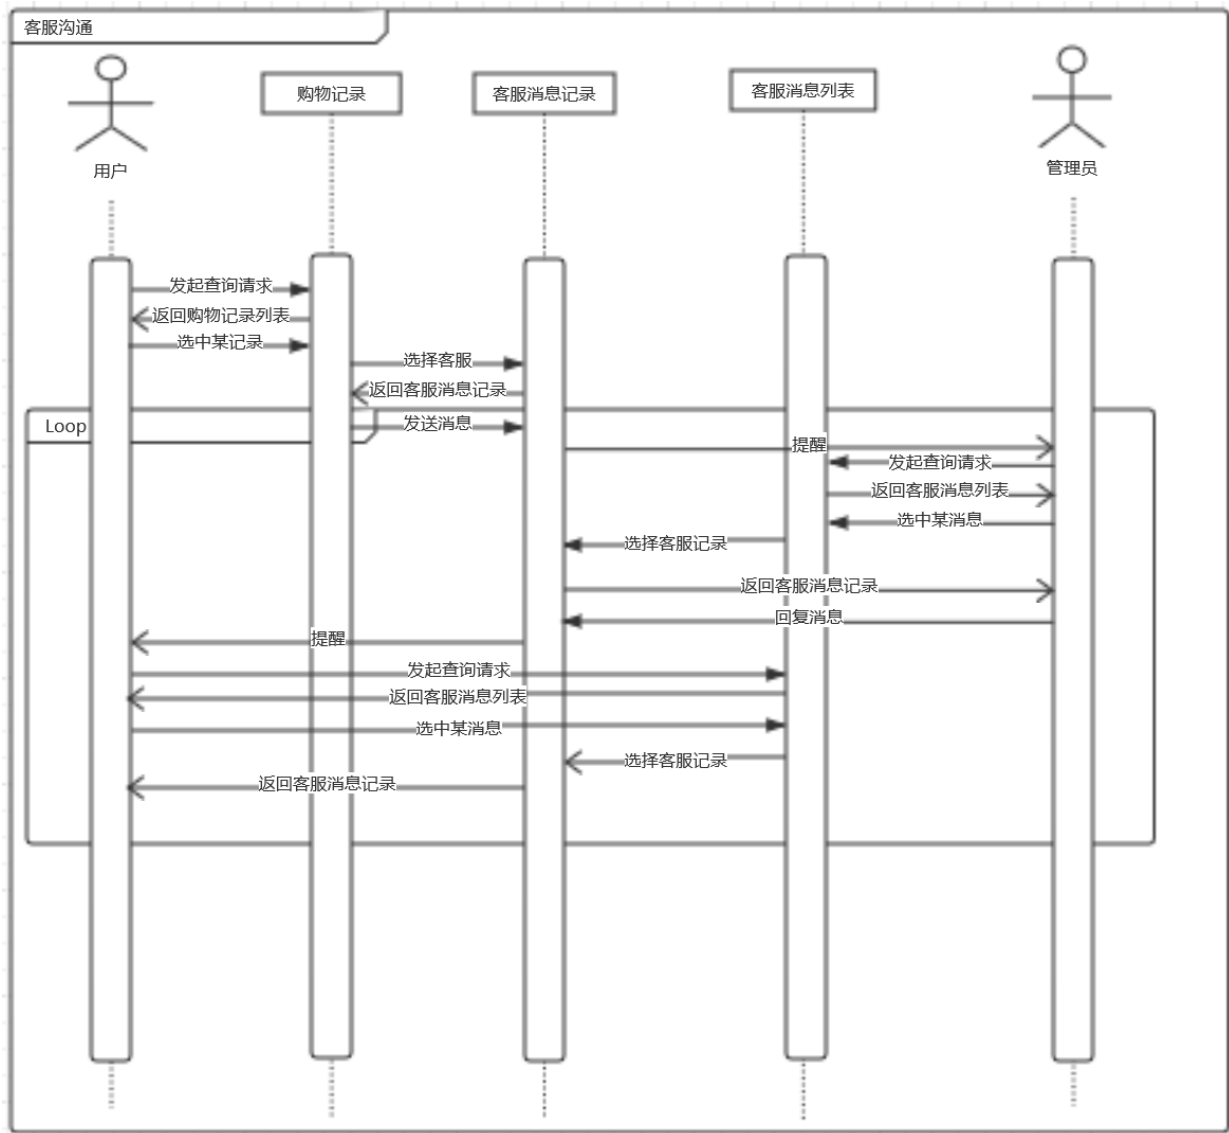 客服沟通
购物记录
客服消息记录
客服消息列表
用户
管理员
发起查询请求
返回购物记录列表
选中某记录
选择客服
返回客服消息记录
Loop
发送消息
提醒
发起查询请求
返回客服消息列表
选中某消息
选择客服记录
返回客服消息记录
回复消息
提醒
发起查询请求
返回客服消息列表
选中某消息
选择客服记录
返回客服消息记录